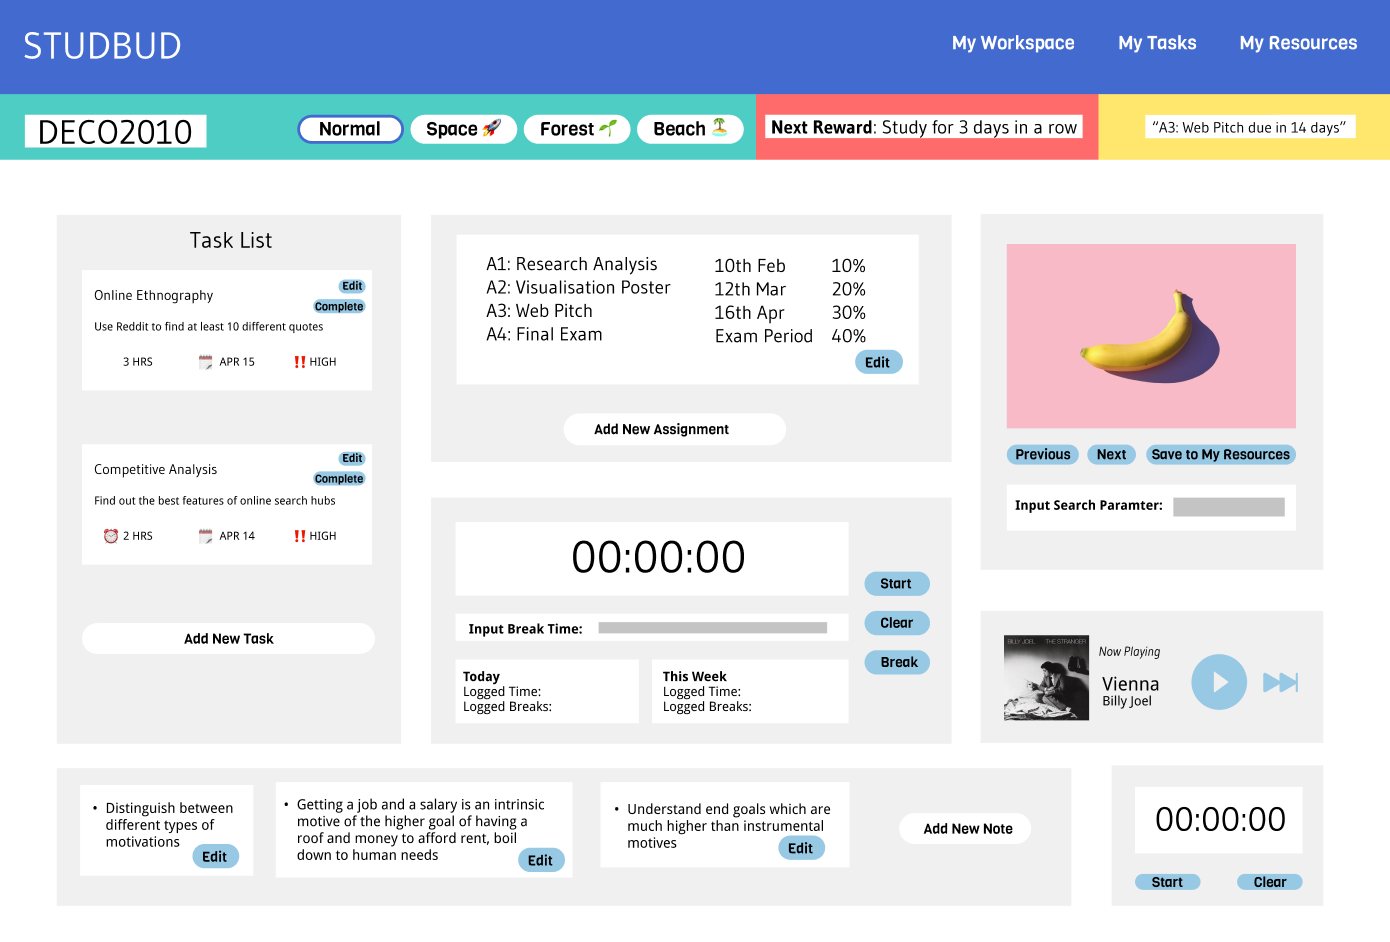 STUDBUD
My Workspace
My Tasks
My Resources
DECO2010
Normal
Space 🚀
Forest 🌱
Beach 🏝️
Next Reward: Study for 3 days in a row
“A3: Web Pitch due in 14 days”
Task List
Online Ethnography
Edit
Complete
Use Reddit to find at least 10 different quotes
3 HRS
APR 15
‼️ HIGH
Competitive Analysis
Edit
Complete
Find out the best features of online search hubs
2 HRS
APR 14
‼️ HIGH
Add New Task
A1: Research Analysis 10th Feb 10%
A2: Visualisation Poster 12th Mar 20%
A3: Web Pitch 16th Apr 30%
A4: Final Exam Exam Period 40%
Edit
Add New Assignment
00:00:00
Start
Clear
Break
Input Break Time:
Today
Logged Time:
Logged Breaks:
This Week
Logged Time:
Logged Breaks:
Previous
Next
Save to My Resources
Input Search Paramter:
BILLY JOEL THE STRANGER
Now Playing
Vienna
Billy Joel
• Distinguish between
different types of
motivations
Edit
• Getting a job and a salary is an intrinsic
motive of the higher goal of having a
roof and money to afford rent, boil
down to human needs
Edit
• Understand end goals which are
much higher than instrumental
motives
Edit
Add New Note
00:00:00
Start
Clear